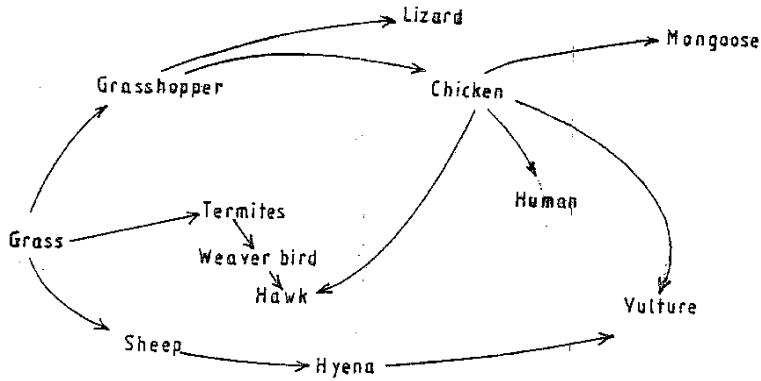 Lizard
Mongoose
Grasshopper
Chicken
Human
Termites
Grass
Weaver bird
Hawk
Vulture
Sheep
Hyena